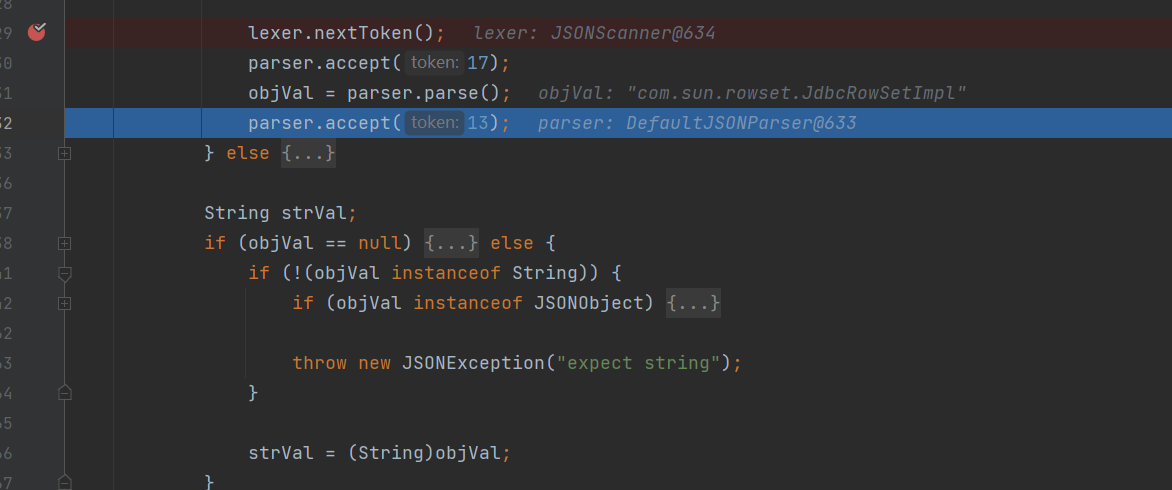 28
29 lexer.nextToken(); lexer: JSONScanner@634
30 parser.accept( token: 17);
31 objVal = parser.parse(); objVal: "com.sun.rowset.JdbcRowSetImpl"
32 parser.accept( token: 13); parser: DefaultJSONParser@633
33 } else {...}
36
37 String strVal;
38 if (objVal == null) {...} else {
41 if (!(objVal instanceof String)) {
42 if (objVal instanceof JSONObject) {...}
62
63 throw new JSONException("expect string");
64 }
65
66 strVal = (String)objVal;
67 }